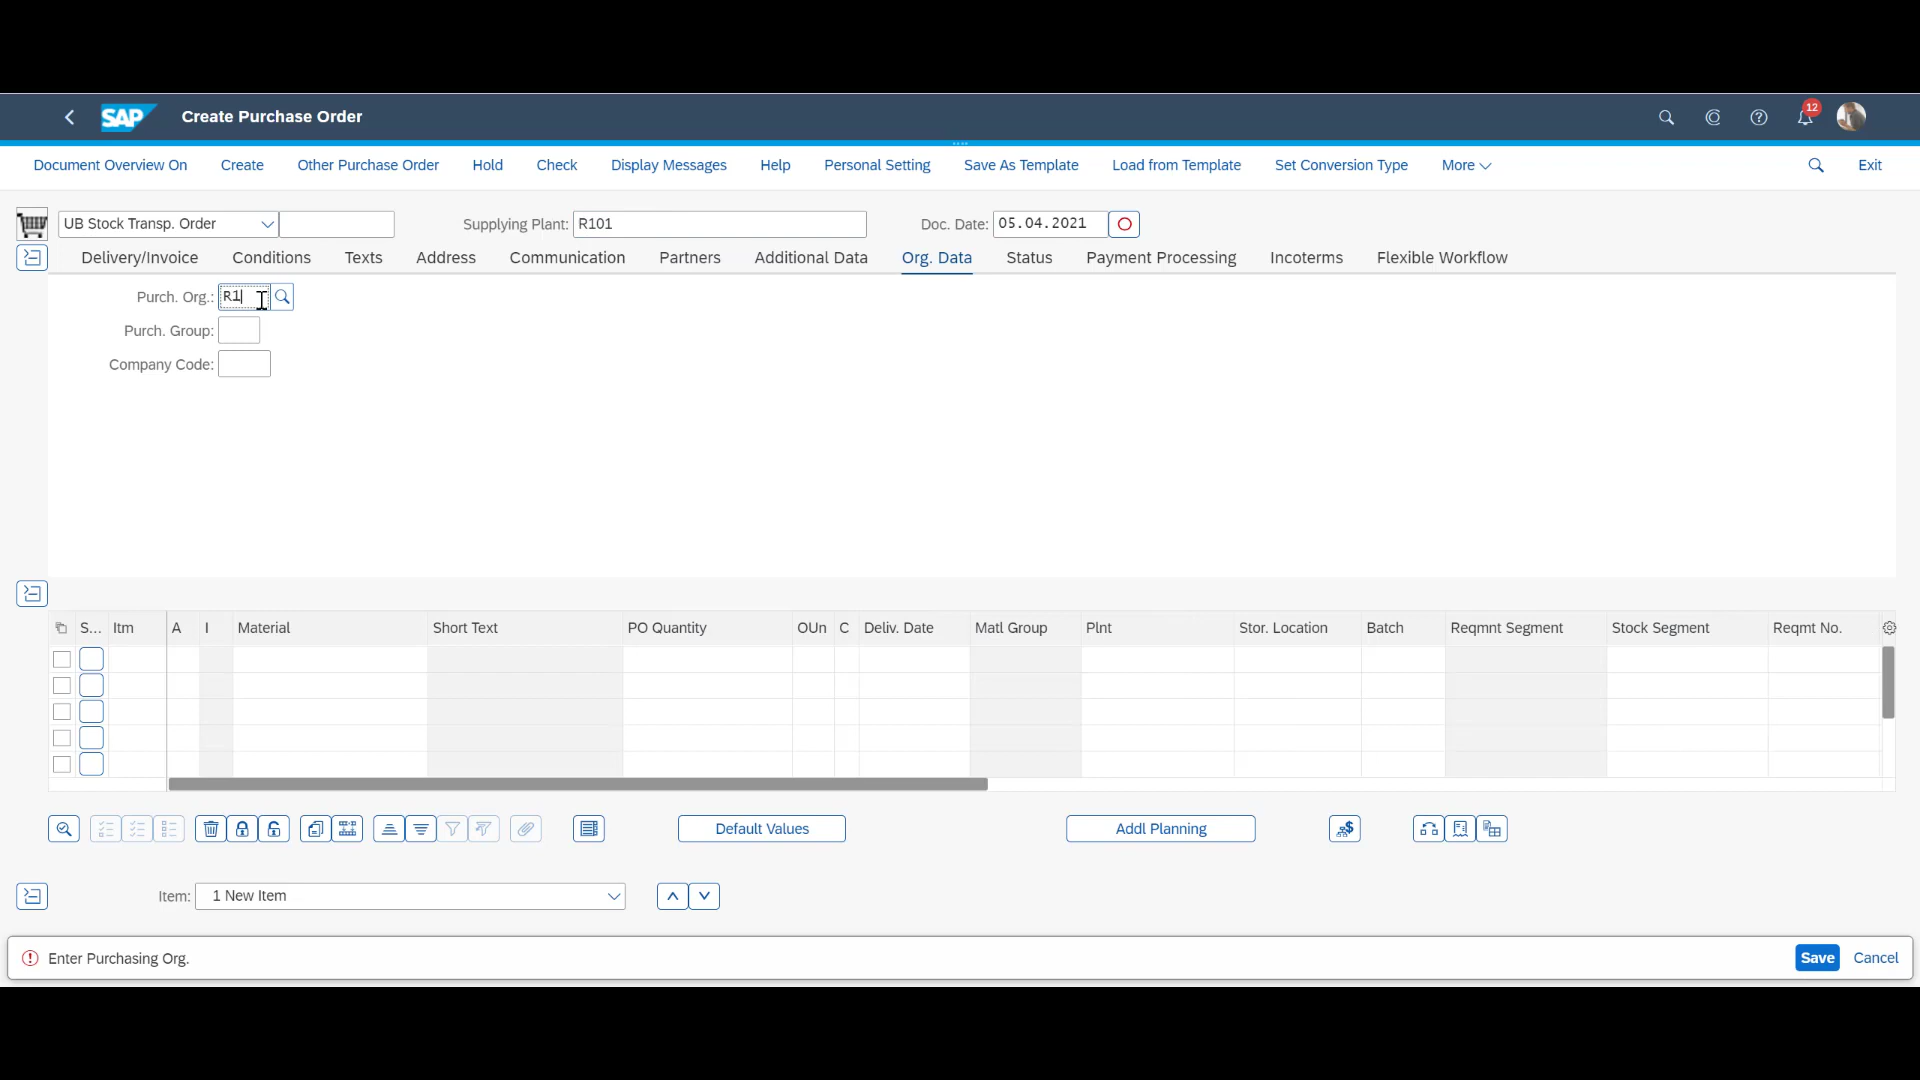 SAP Create Purchase Order 12
Document Overview On Create Other Purchase Order Hold Check Display Messages Help Personal Setting Save As Template Load from Template Set Conversion Type More Exit
UB Stock Transp. Order Supplying Plant: R101 Doc. Date: 05.04.2021
Delivery/Invoice Conditions Texts Address Communication Partners Additional Data Org. Data Status Payment Processing Incoterms Flexible Workflow
Purch. Org.: R1
Purch. Group:
Company Code:
S... Itm A I Material Short Text PO Quantity OUn C Deliv. Date Matl Group Plnt Stor. Location Batch Reqmnt Segment Stock Segment Reqmt No.
Default Values Addl Planning
Item: 1 New Item
Enter Purchasing Org. Save Cancel